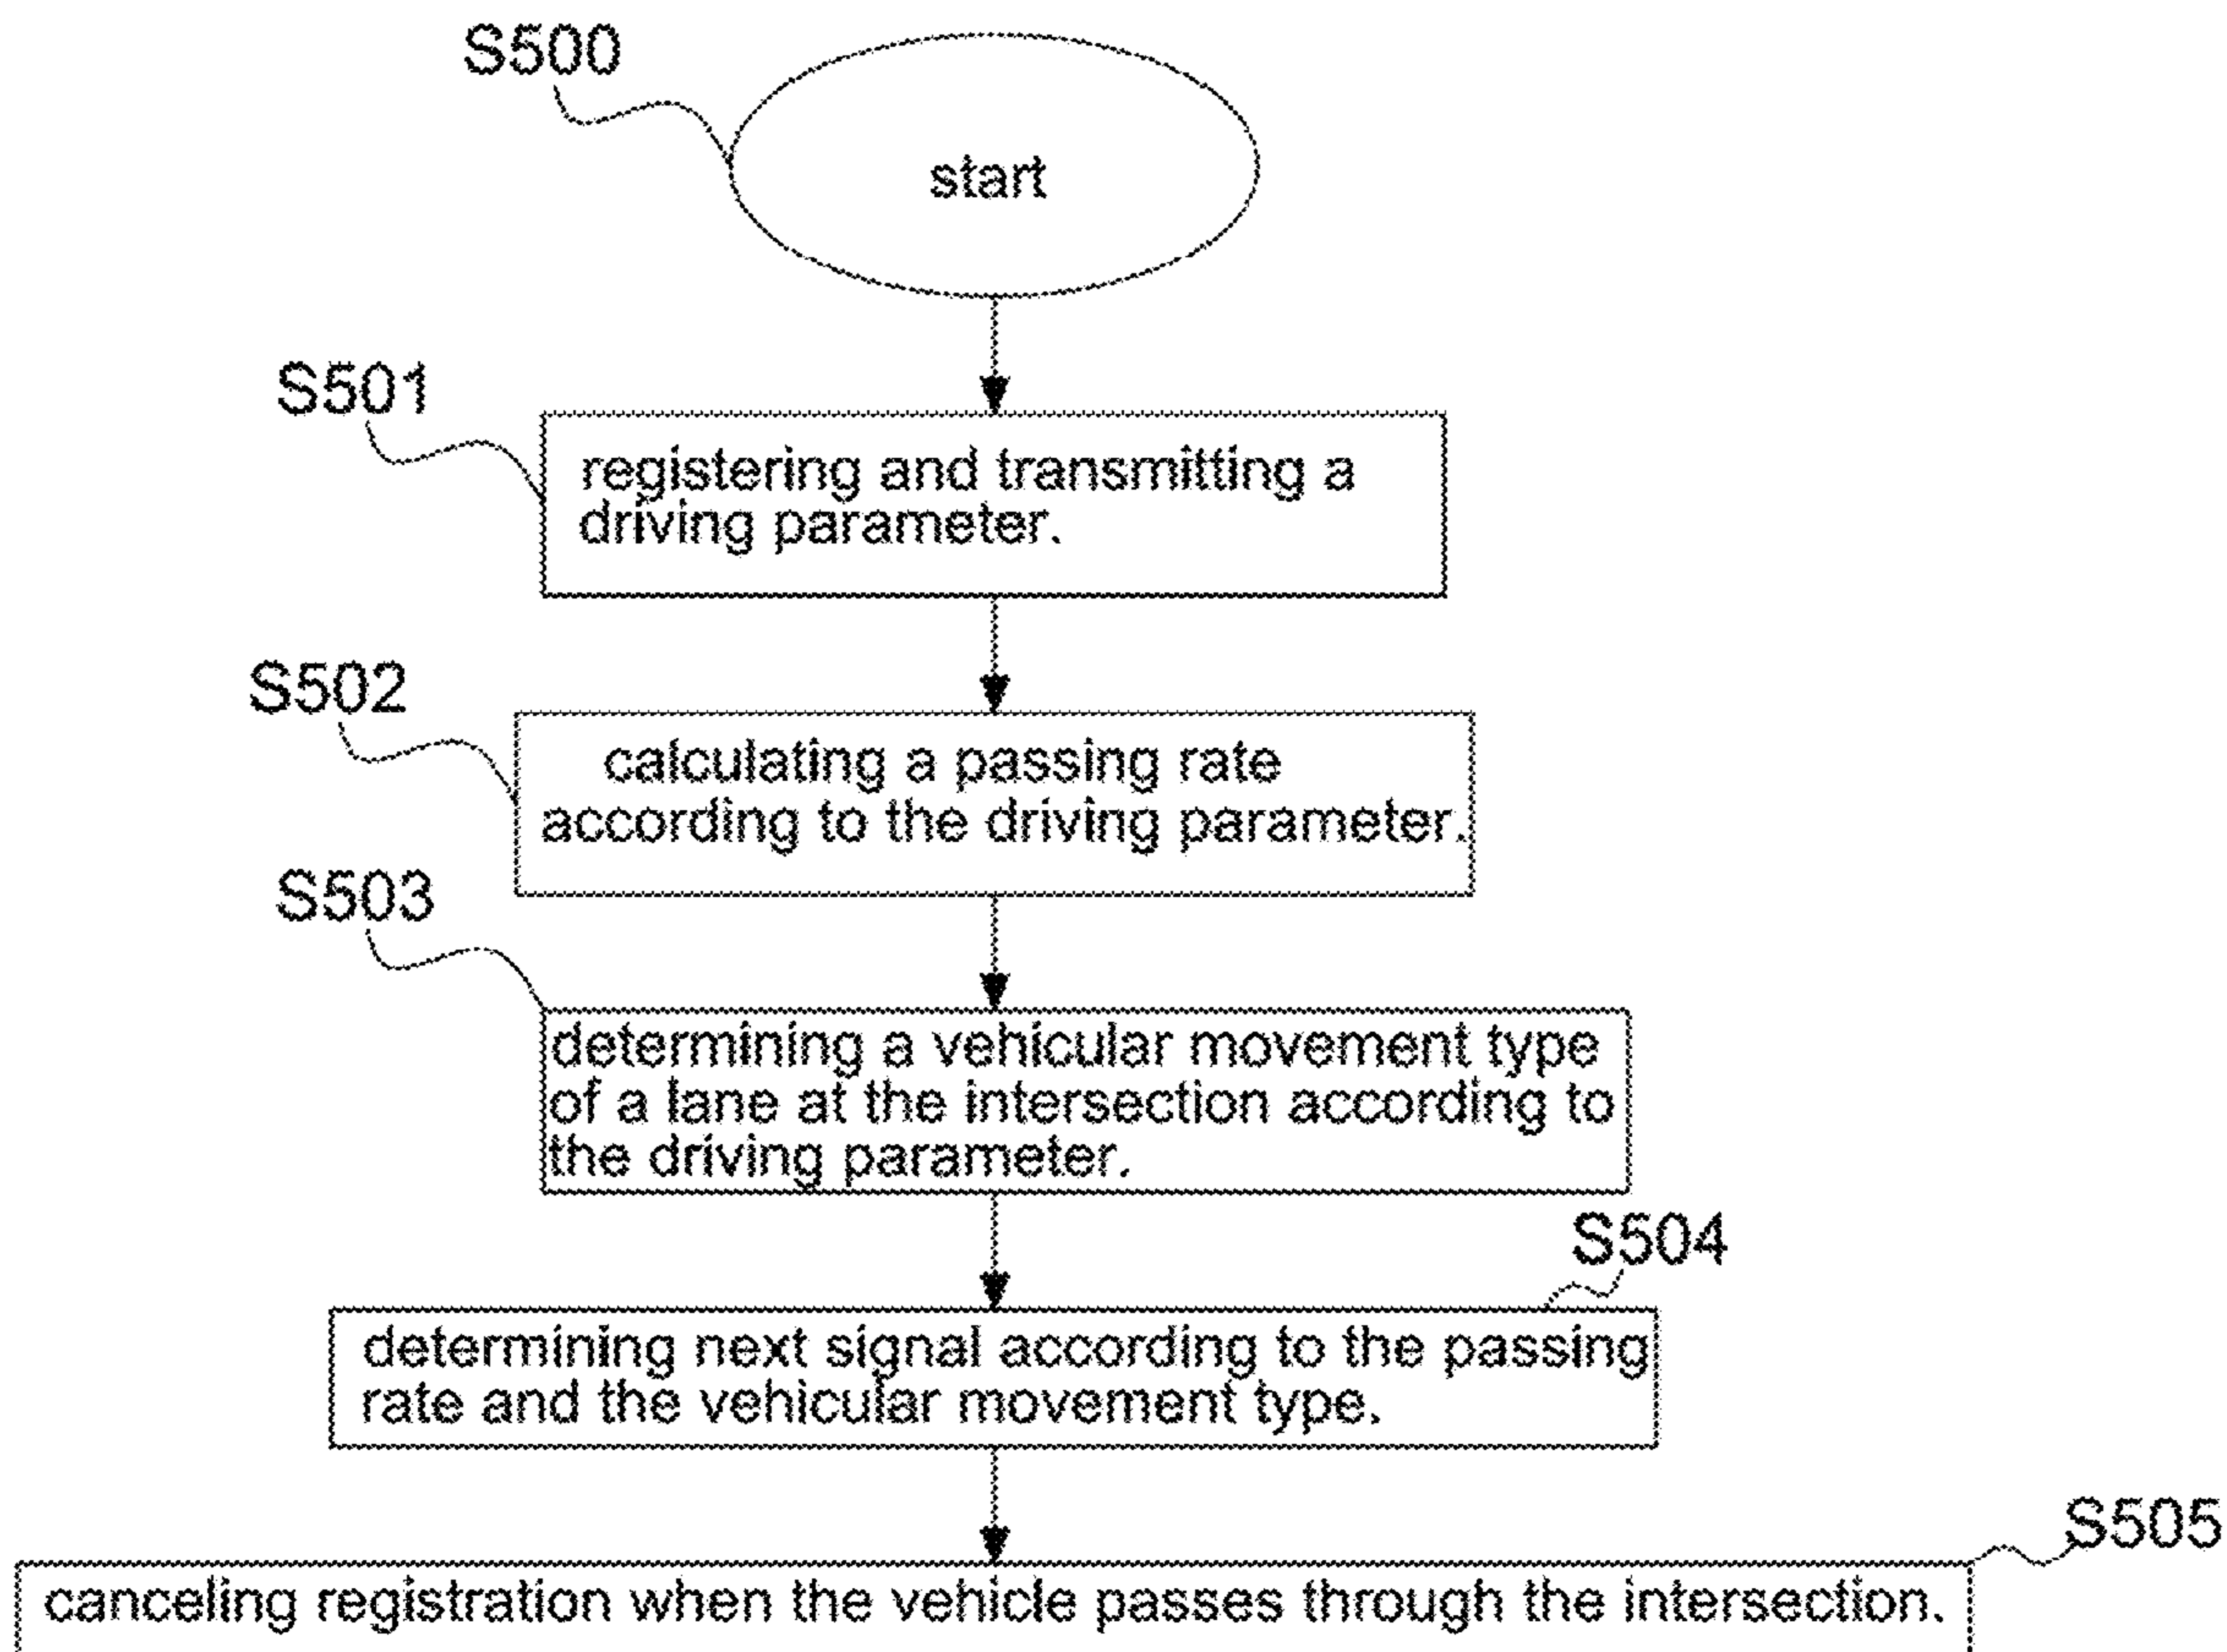 S500
start
S501
registering and transmitting a
driving parameter.
S502
calculating a passing rate
according to the driving parameter.
S503
determining a vehicular movement type
of a lane at the intersection according to
the driving parameter.
S504
determining next signal according to the passing
rate and the vehicular movement type.
S505
canceling registration when the vehicle passes through the intersection.